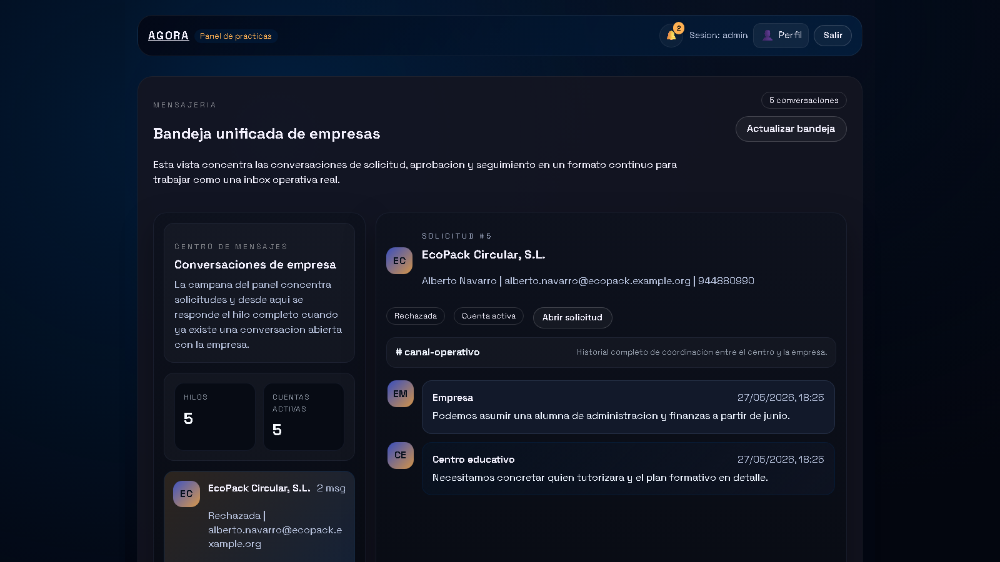 AGORA
Panel de practicas
2
Sesion: admin
Perfil
Salir
MENSAJERIA
5 conversaciones
Bandeja unificada de empresas
Actualizar bandeja
Esta vista concentra las conversaciones de solicitud, aprobacion y seguimiento en un formato continuo para
trabajar como una inbox operativa real.
CENTRO DE MENSAJES
Conversaciones de empresa
La campana del panel concentra
solicitudes y desde aqui se
responde el hilo completo cuando
ya existe una conversacion abierta
con la empresa.
HILOS
5
CUENTAS
ACTIVAS
5
EC
EcoPack Circular, S.L.
2 msg
Rechazada |
alberto.navarro@ecopack.e
xample.org
SOLICITUD #5
EC
EcoPack Circular, S.L.
Alberto Navarro | alberto.navarro@ecopack.example.org | 944880990
Rechazada
Cuenta activa
Abrir solicitud
# canal-operativo
Historial completo de coordinacion entre el centro y la empresa.
EM
Empresa
27/05/2026, 18:25
Podemos asumir una alumna de administracion y finanzas a partir de junio.
CE
Centro educativo
27/05/2026, 18:25
Necesitamos concretar quien tutorizara y el plan formativo en detalle.